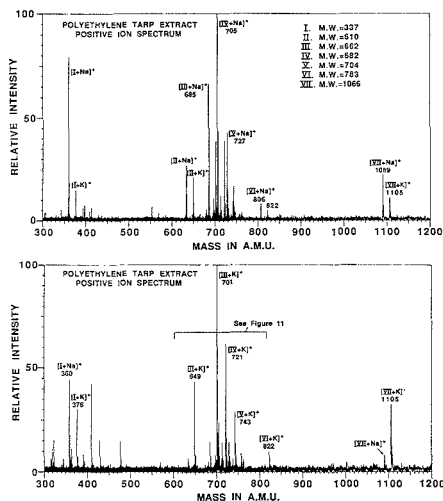 POLYETHYLENE TARP EXTRACT
POSITIVE ION SPECTRUM
[IV+Na]+
705
I. M.W.=337
II. M.W.=610
III. M.W.=662
IV. M.W.=682
V. M.W.=704
VI. M.W.=783
VII. M.W.=1066
[I+Na]+
[III+Na]+
685
[V+Na]+
727
[II+Na]+
[II+K]+
[I+K]+
[VI+Na]+
806
822
[VII+Na]+
1089
[VII+K]+
1105
RELATIVE INTENSITY
100
50
0
300 400 500 600 700 800 900 1000 1100 1200
MASS IN A.M.U.
POLYETHYLENE TARP EXTRACT
POSITIVE ION SPECTRUM
[III+K]+
701
See Figure 11
[IV+K]+
721
[I+Na]+
360
[II+K]+
649
[I+K]+
376
[V+K]+
743
[VI+K]+
822
[VII+K]+
1105
[VII+Na]+
RELATIVE INTENSITY
100
50
0
300 400 500 600 700 800 900 1000 1100 1200
MASS IN A.M.U.